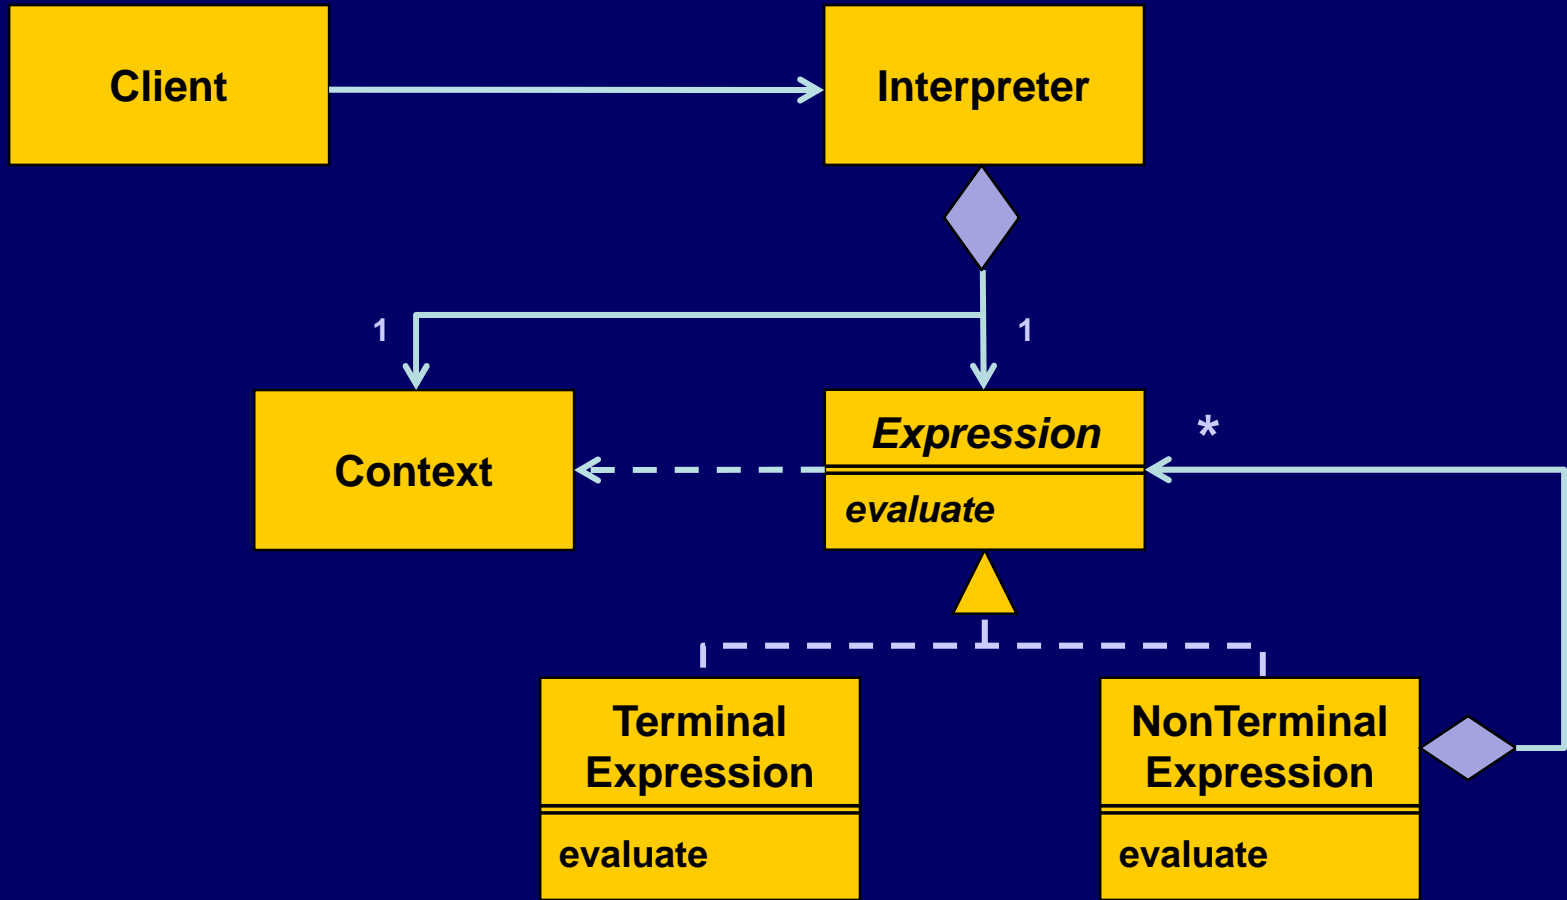 Client
Interpreter
1
1
Context
Expression
evaluate
*
Terminal
Expression
evaluate
NonTerminal
Expression
evaluate